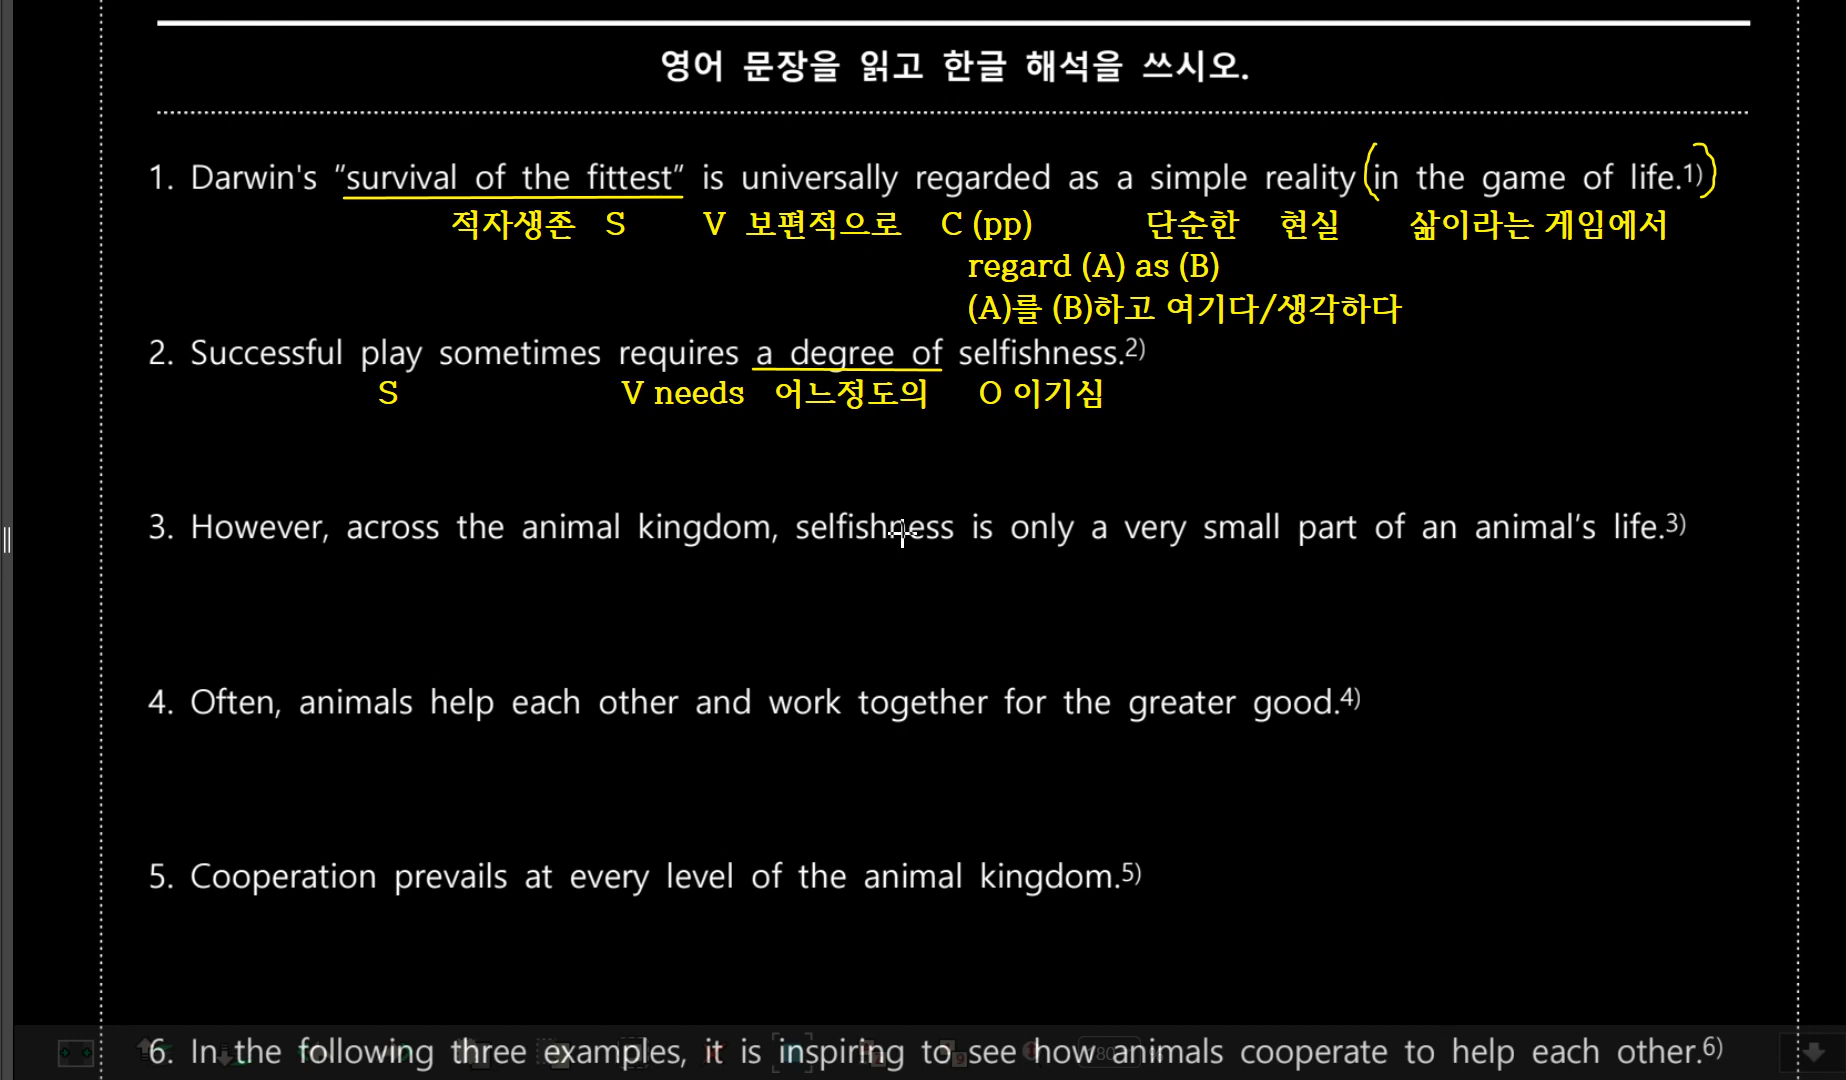 영어 문장을 읽고 한글 해석을 쓰시오.
1. Darwin's “survival of the fittest” is universally regarded as a simple reality (in the game of life.1))
적자생존 S V 보편적으로 C (pp) 단순한 현실 삶이라는 게임에서
regard (A) as (B)
(A)를 (B)하고 여기다/생각하다
2. Successful play sometimes requires a degree of selfishness.2)
S V needs 어느정도의 O 이기심
3. However, across the animal kingdom, selfishness is only a very small part of an animal’s life.3)
4. Often, animals help each other and work together for the greater good.4)
5. Cooperation prevails at every level of the animal kingdom.5)
6. In the following three examples, it is inspiring to see how animals cooperate to help each other.6)